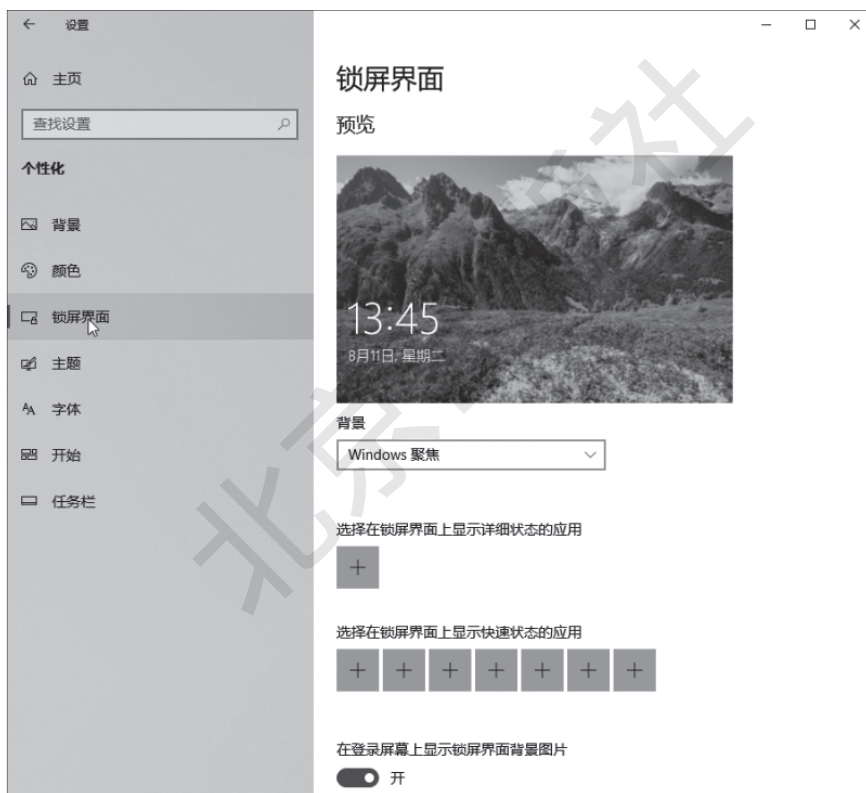 设置
主页
查找设置
个性化
背景
颜色
锁屏界面
主题
字体
开始
任务栏
锁屏界面
预览
13:45
8月11日, 星期二
背景
Windows 聚焦
选择在锁屏界面上显示详细状态的应用
选择在锁屏界面上显示快速状态的应用
在登录屏幕上显示锁屏界面背景图片
开